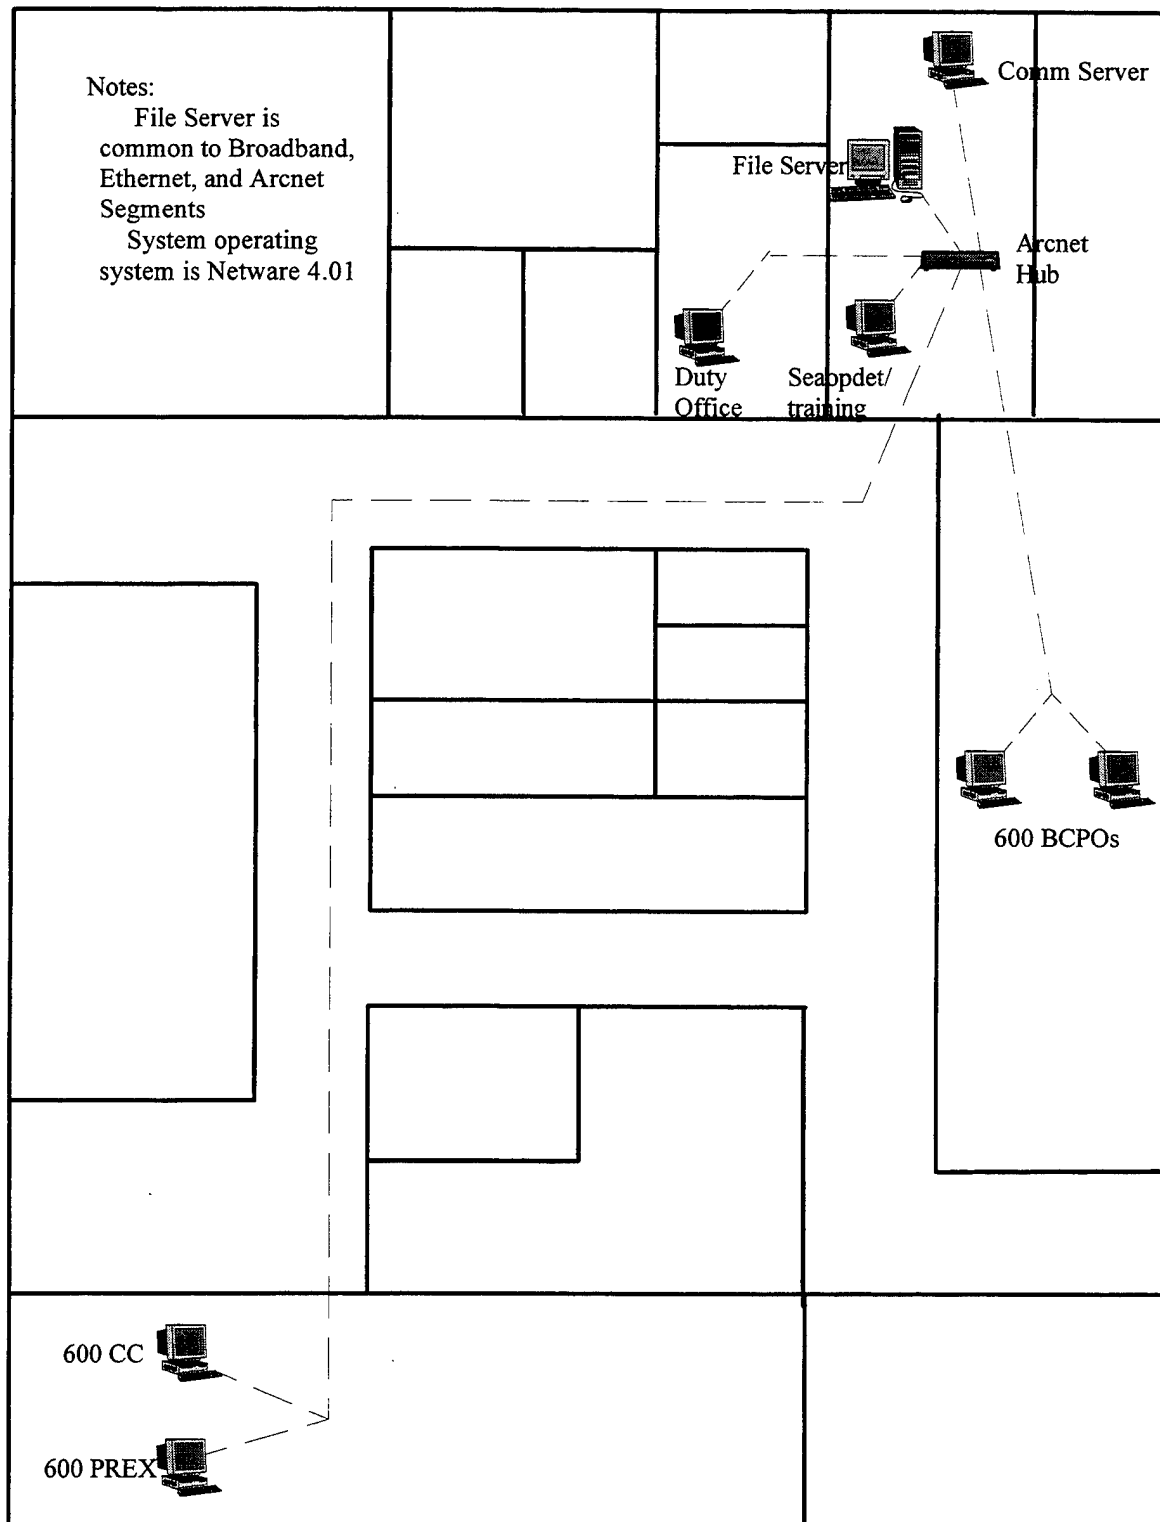 Notes:
File Server is
common to Broadband,
Ethernet, and Arcnet
Segments
System operating
system is Netware 4.01
Comm Server
File Server
Arcnet
Hub
Duty
Office
Seaopdet/
training
600 BCPOs
600 CC
600 PREX